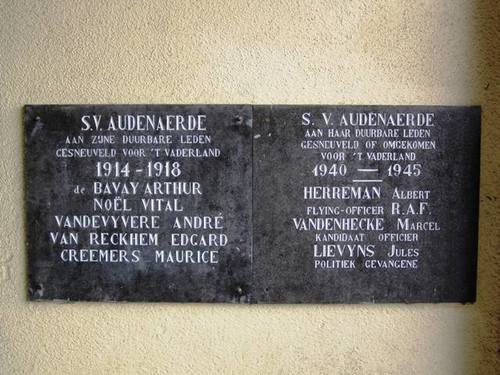 S.V. AUDENAERDE
AAN ZIJNE DUURBARE LEDEN
GESNEUVELD VOOR 'T VADERLAND
1914-1918
de BAVAY ARTHUR
NOËL VITAL
VANDEVYVERE ANDRÉ
VAN RECKHEM EDGARD
CREEMERS MAURICE
S. V. AUDENAERDE
AAN HAAR DUURBARE LEDEN
GESNEUVELD OF OMGEKOMEN
VOOR 'T VADERLAND
1940 — 1945
HERREMAN ALBERT
FLYING-OFFICER R.A.F.
VANDENHECKE MARCEL
KANDIDAAT OFFICIER
LIEVYNS JULES
POLITIEK GEVANGENE